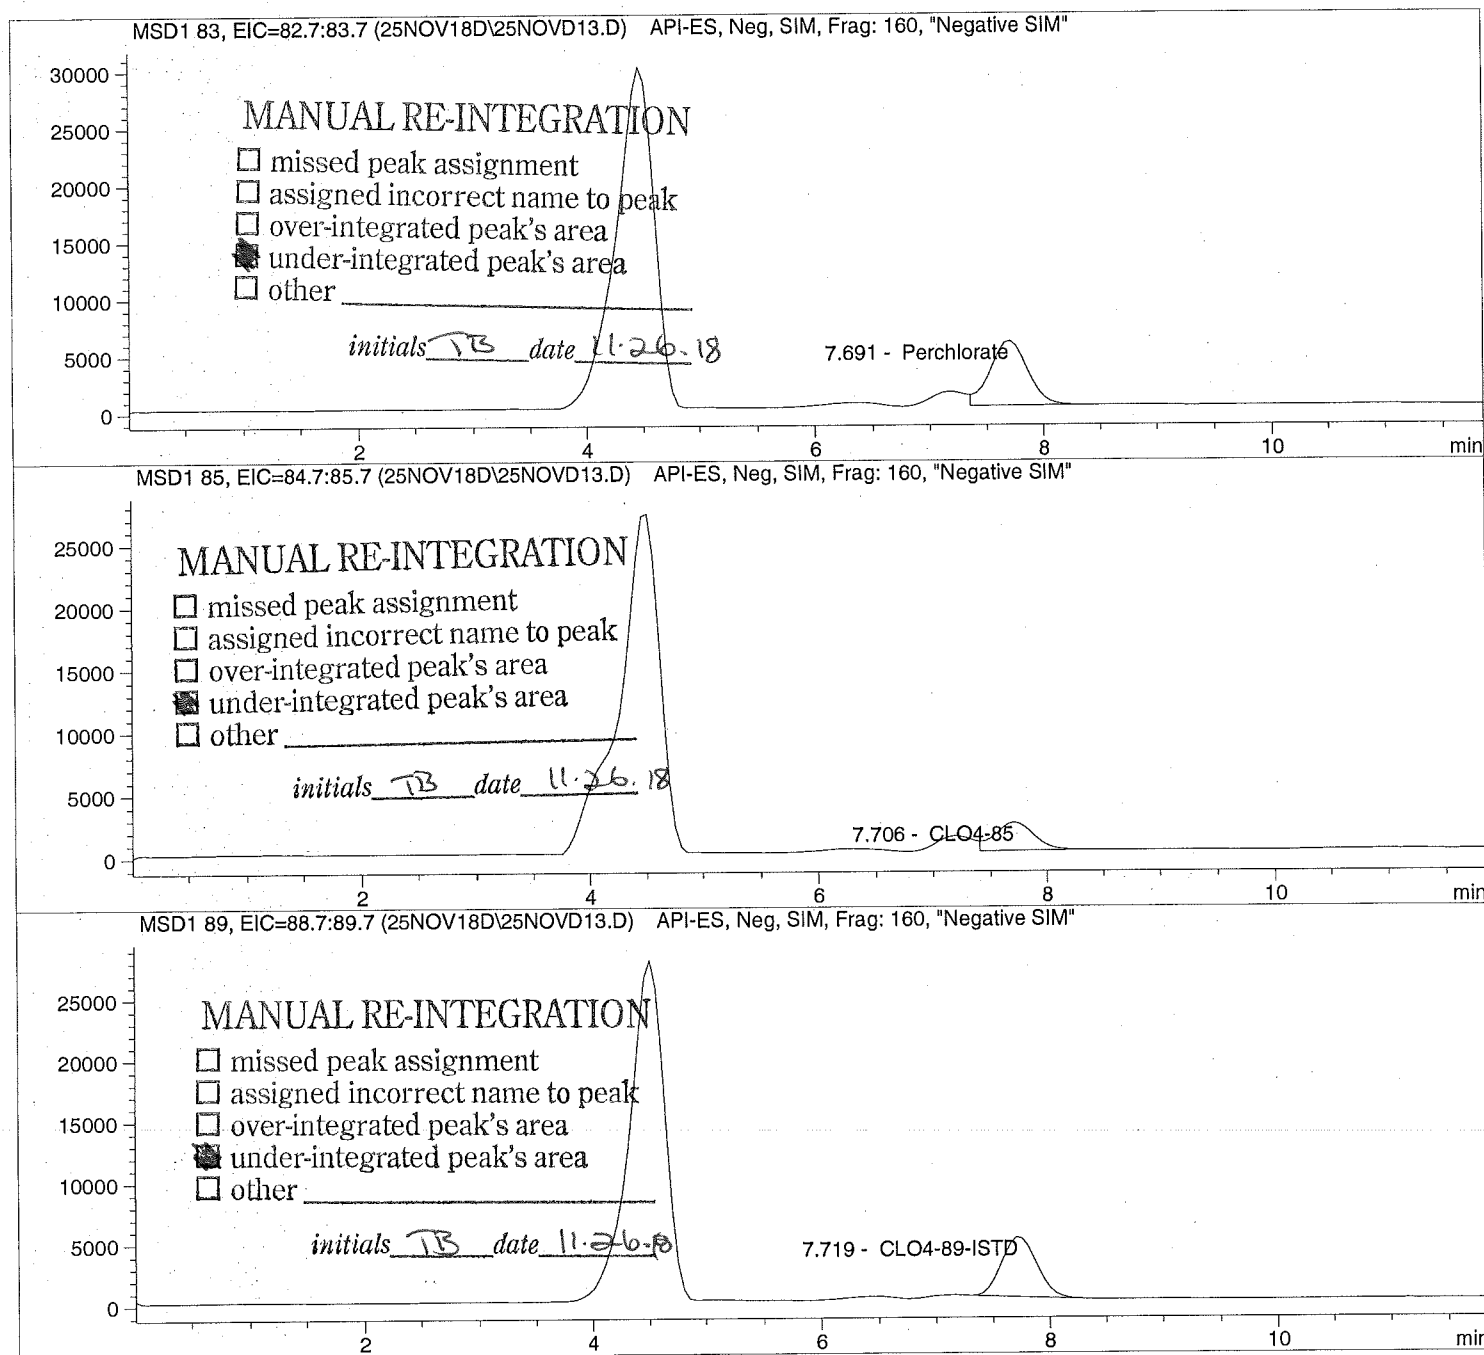 MSD1 83, EIC=82.7:83.7 (25NOV18D\25NOVD13.D) API-ES, Neg, SIM, Frag: 160, "Negative SIM"
30000
25000
20000
15000
10000
5000
0
MANUAL RE-INTEGRATION
missed peak assignment
assigned incorrect name to peak
over-integrated peak's area
under-integrated peak's area
other
initials TB date 11-26-18
7.691 - Perchlorate
2 4 6 8 10 min
MSD1 85, EIC=84.7:85.7 (25NOV18D\25NOVD13.D) API-ES, Neg, SIM, Frag: 160, "Negative SIM"
25000
20000
15000
10000
5000
0
MANUAL RE-INTEGRATION
missed peak assignment
assigned incorrect name to peak
over-integrated peak's area
under-integrated peak's area
other
initials TB date 11.26.18
7.706 - CLO4-85
2 4 6 8 10 min
MSD1 89, EIC=88.7:89.7 (25NOV18D\25NOVD13.D) API-ES, Neg, SIM, Frag: 160, "Negative SIM"
25000
20000
15000
10000
5000
0
MANUAL RE-INTEGRATION
missed peak assignment
assigned incorrect name to peak
over-integrated peak's area
under-integrated peak's area
other
initials TB date 11-26-18
7.719 - CLO4-89-ISTD
2 4 6 8 10 min